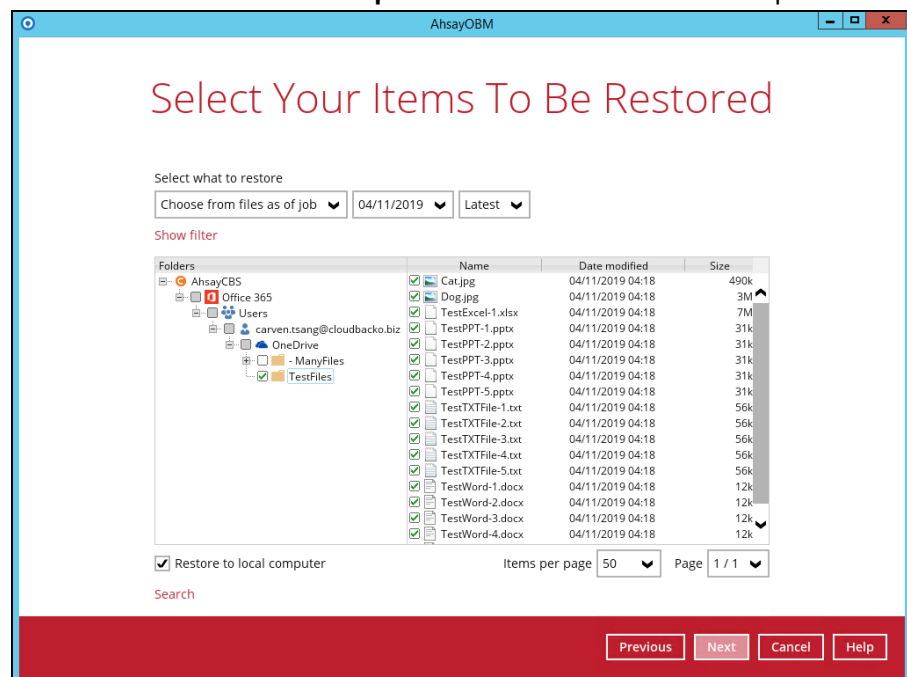 AhsayOBM
Select Your Items To Be Restored
Select what to restore
Choose from files as of job 04/11/2019 Latest
Show filter
Folders Name Date modified Size
AhsayCBS Cat.jpg 04/11/2019 04:18 490k
Office 365 Dog.jpg 04/11/2019 04:18 3M
Users TestExcel-1.xlsx 04/11/2019 04:18 7M
carven.tsang@cloudbacko.biz TestPPT-1.pptx 04/11/2019 04:18 31k
OneDrive TestPPT-2.pptx 04/11/2019 04:18 31k
- ManyFiles TestPPT-3.pptx 04/11/2019 04:18 31k
TestFiles TestPPT-4.pptx 04/11/2019 04:18 31k
TestPPT-5.pptx 04/11/2019 04:18 31k
TestTXTFile-1.txt 04/11/2019 04:18 56k
TestTXTFile-2.txt 04/11/2019 04:18 56k
TestTXTFile-3.txt 04/11/2019 04:18 56k
TestTXTFile-4.txt 04/11/2019 04:18 56k
TestTXTFile-5.txt 04/11/2019 04:18 56k
TestWord-1.docx 04/11/2019 04:18 12k
TestWord-2.docx 04/11/2019 04:18 12k
TestWord-3.docx 04/11/2019 04:18 12k
TestWord-4.docx 04/11/2019 04:18 12k
Restore to local computer Items per page 50 Page 1 / 1
Search
Previous Next Cancel Help